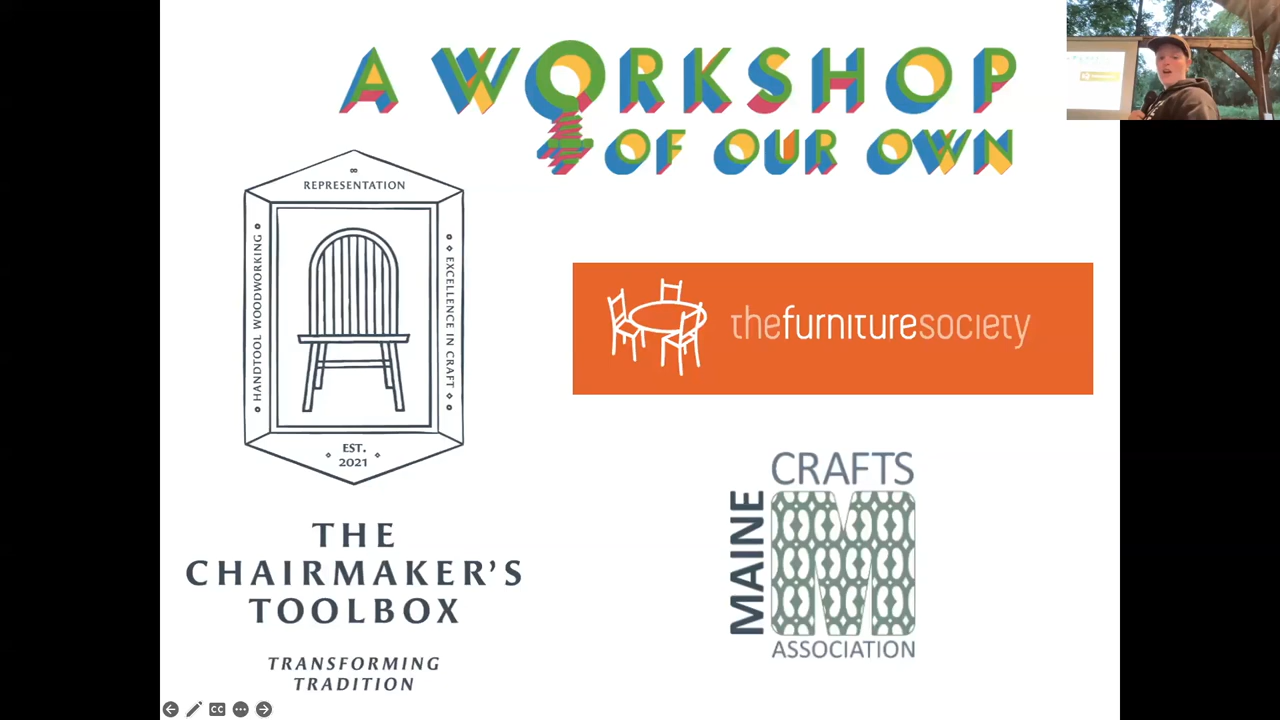 A WORKSHOP
OF OUR OWN
REPRESENTATION
HANDTOOL WOODWORKING
EXCELLENCE IN CRAFT
EST.
2021
THE
CHAIRMAKER'S
TOOLBOX
TRANSFORMING
TRADITION
thefurnituresociety
CRAFTS
MAINE
M
ASSOCIATION
CC